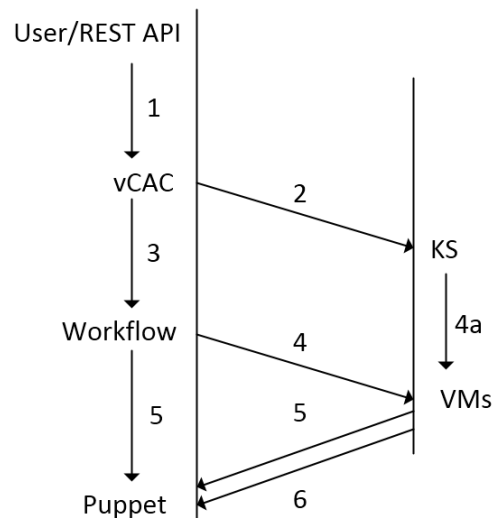 User/REST API
1
vCAC
2
KS
3
4a
Workflow
4
VMs
5
5
Puppet
6